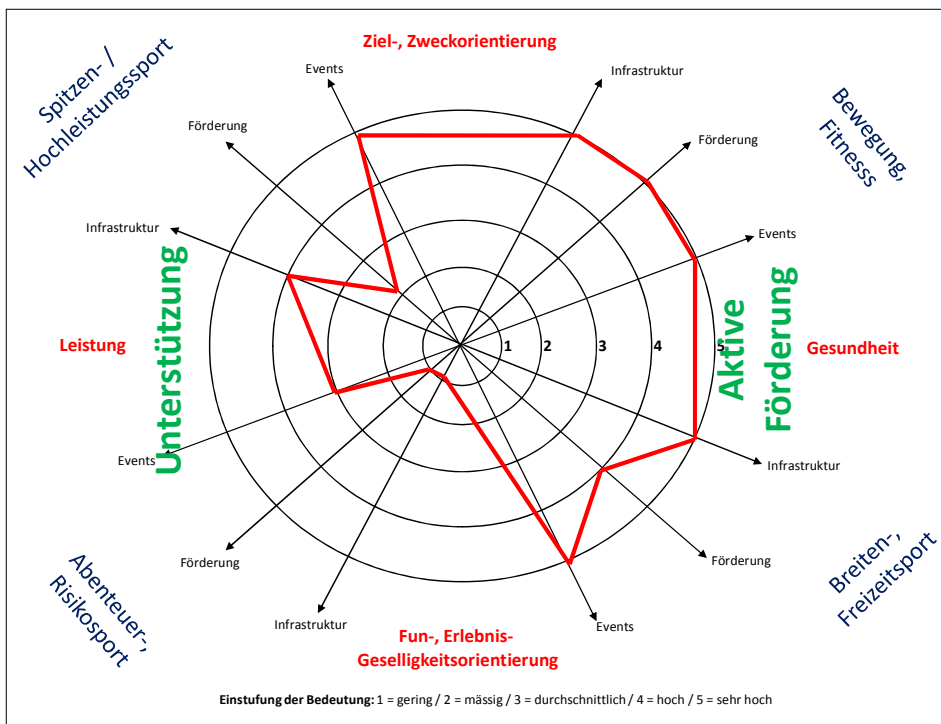 Ziel-, Zweckorientierung
Spitzen- /
Hochleistungssport
Events
Infrastruktur
Bewegung,
Fitnesss
Förderung
Förderung
Infrastruktur
Events
Leistung
Unterstützung
1
2
3
4
5
Aktive
Förderung
Gesundheit
Events
Infrastruktur
Förderung
Förderung
Abenteuer-,
Risikosport
Infrastruktur
Events
Breiten-,
Freizeitsport
Fun-, Erlebnis-
Geselligkeitsorientierung
Einstufung der Bedeutung: 1 = gering / 2 = mässig / 3 = durchschnittlich / 4 = hoch / 5 = sehr hoch